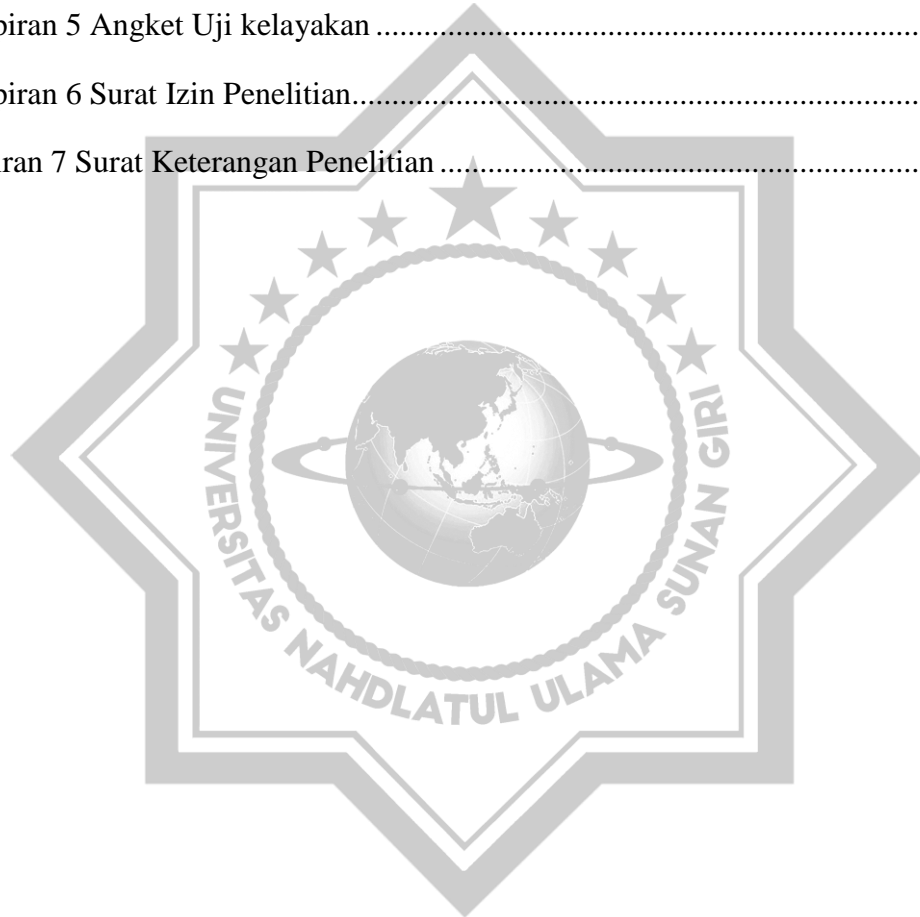 piran 5 Angket Uji kelayakan ....................................................................
piran 6 Surat Izin Penelitian.......................................................................
iran 7 Surat Keterangan Penelitian ............................................................
UNIVERSITAS NAHDLATUL ULAMA SUNAN GIRI